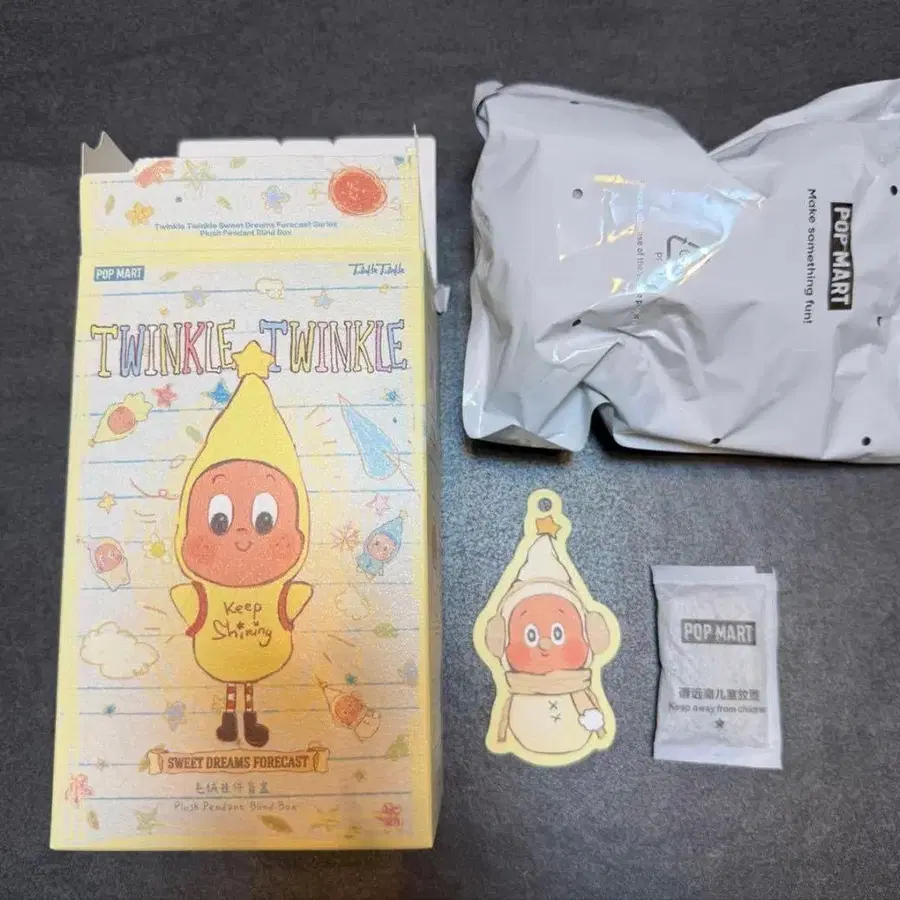 Twinkle Twinkle Sweet Dreams Forecast Series
Plush Pendant Blind Box
POP MART
Twinkle Twinkle
TWINKLE TWINKLE
Keep
Shining
SWEET DREAMS FORECAST
毛绒挂件盲盒
Plush Pendant Blind Box
POP MART
Make something fun!
POP MART
请远离儿童放置
Keep away from children